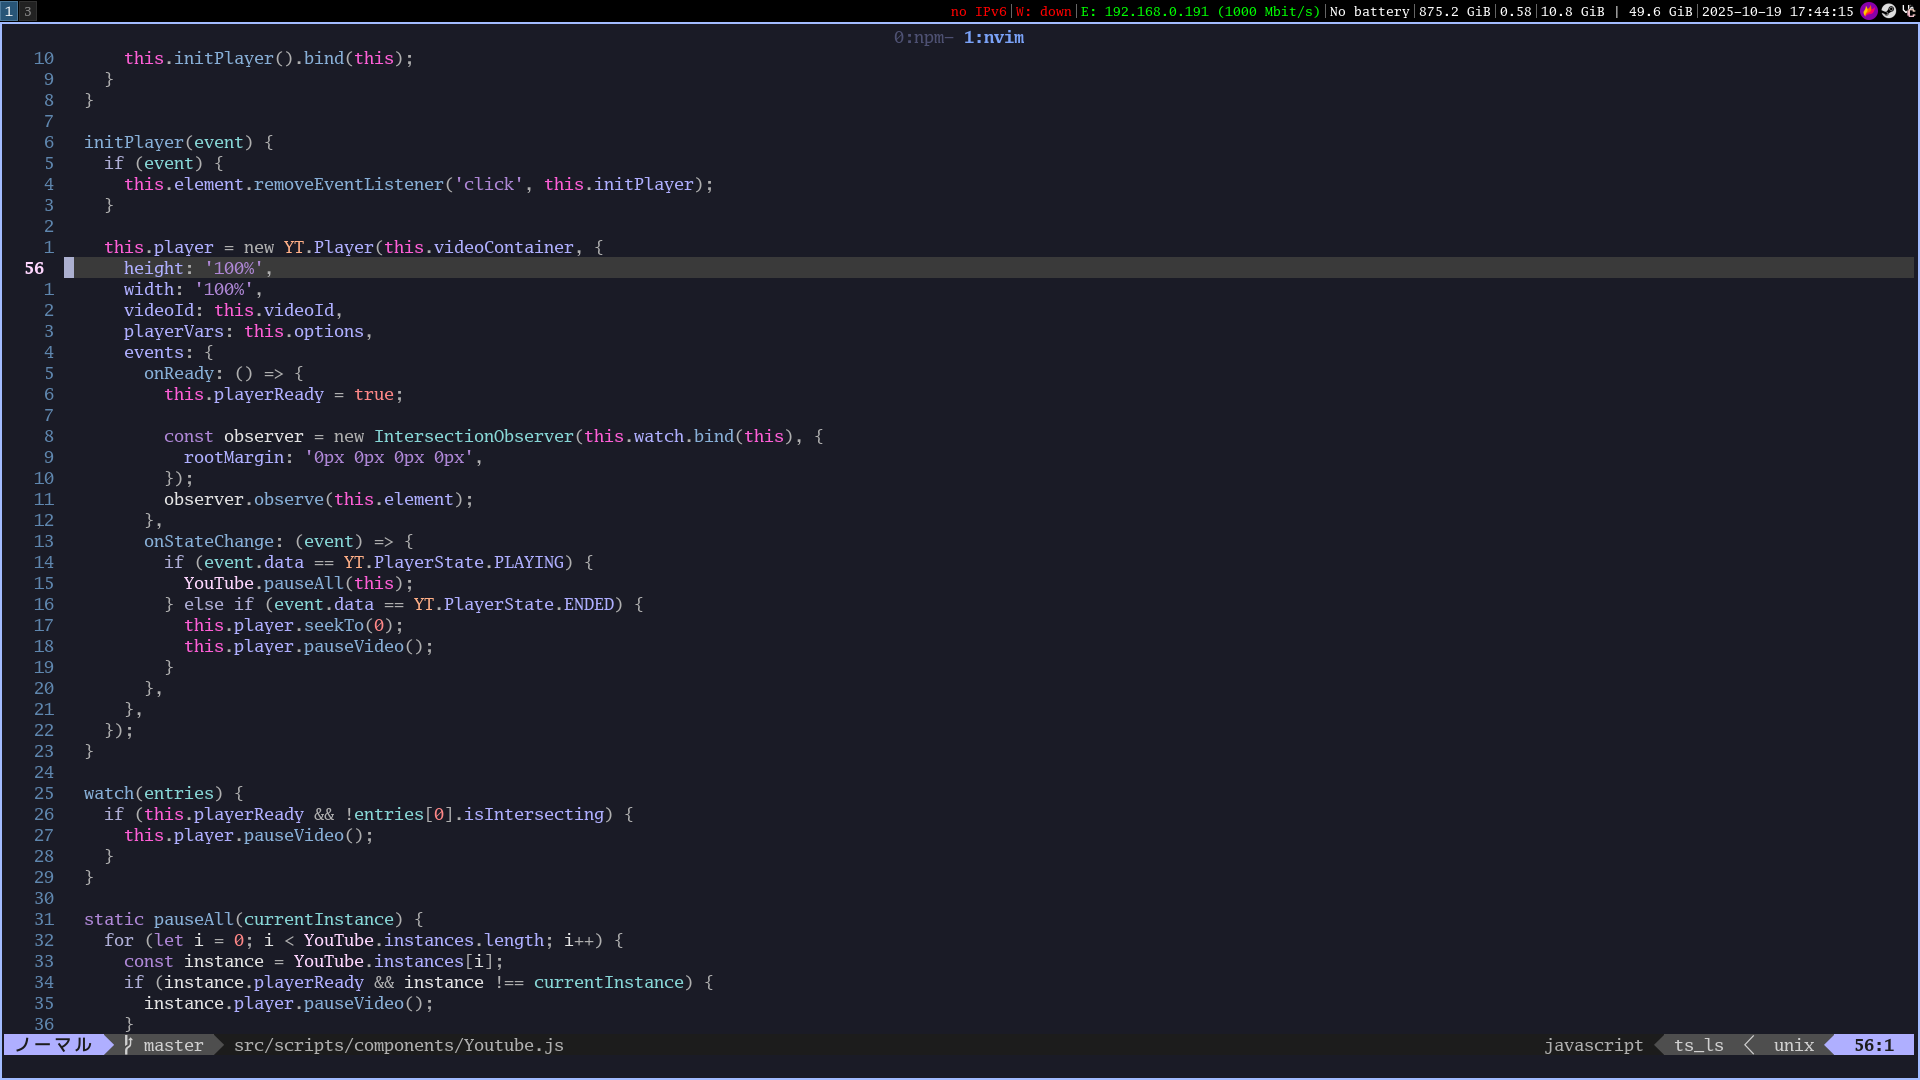 1 3 no IPv6|W: down|E: 192.168.0.191 (1000 Mbit/s)|No battery|875.2 GiB|0.58|10.8 GiB | 49.6 GiB|2025-10-19 17:44:15
0:npm- 1:nvim
10 this.initPlayer().bind(this);
9 }
8 }
7
6 initPlayer(event) {
5 if (event) {
4 this.element.removeEventListener('click', this.initPlayer);
3 }
2
1 this.player = new YT.Player(this.videoContainer, {
56 height: '100%',
1 width: '100%',
2 videoId: this.videoId,
3 playerVars: this.options,
4 events: {
5 onReady: () => {
6 this.playerReady = true;
7
8 const observer = new IntersectionObserver(this.watch.bind(this), {
9 rootMargin: '0px 0px 0px 0px',
10 });
11 observer.observe(this.element);
12 },
13 onStateChange: (event) => {
14 if (event.data == YT.PlayerState.PLAYING) {
15 YouTube.pauseAll(this);
16 } else if (event.data == YT.PlayerState.ENDED) {
17 this.player.seekTo(0);
18 this.player.pauseVideo();
19 }
20 },
21 },
22 });
23 }
24
25 watch(entries) {
26 if (this.playerReady && !entries[0].isIntersecting) {
27 this.player.pauseVideo();
28 }
29 }
30
31 static pauseAll(currentInstance) {
32 for (let i = 0; i < YouTube.instances.length; i++) {
33 const instance = YouTube.instances[i];
34 if (instance.playerReady && instance !== currentInstance) {
35 instance.player.pauseVideo();
36 }
ノーマル master src/scripts/components/Youtube.js javascript ts_ls unix 56:1